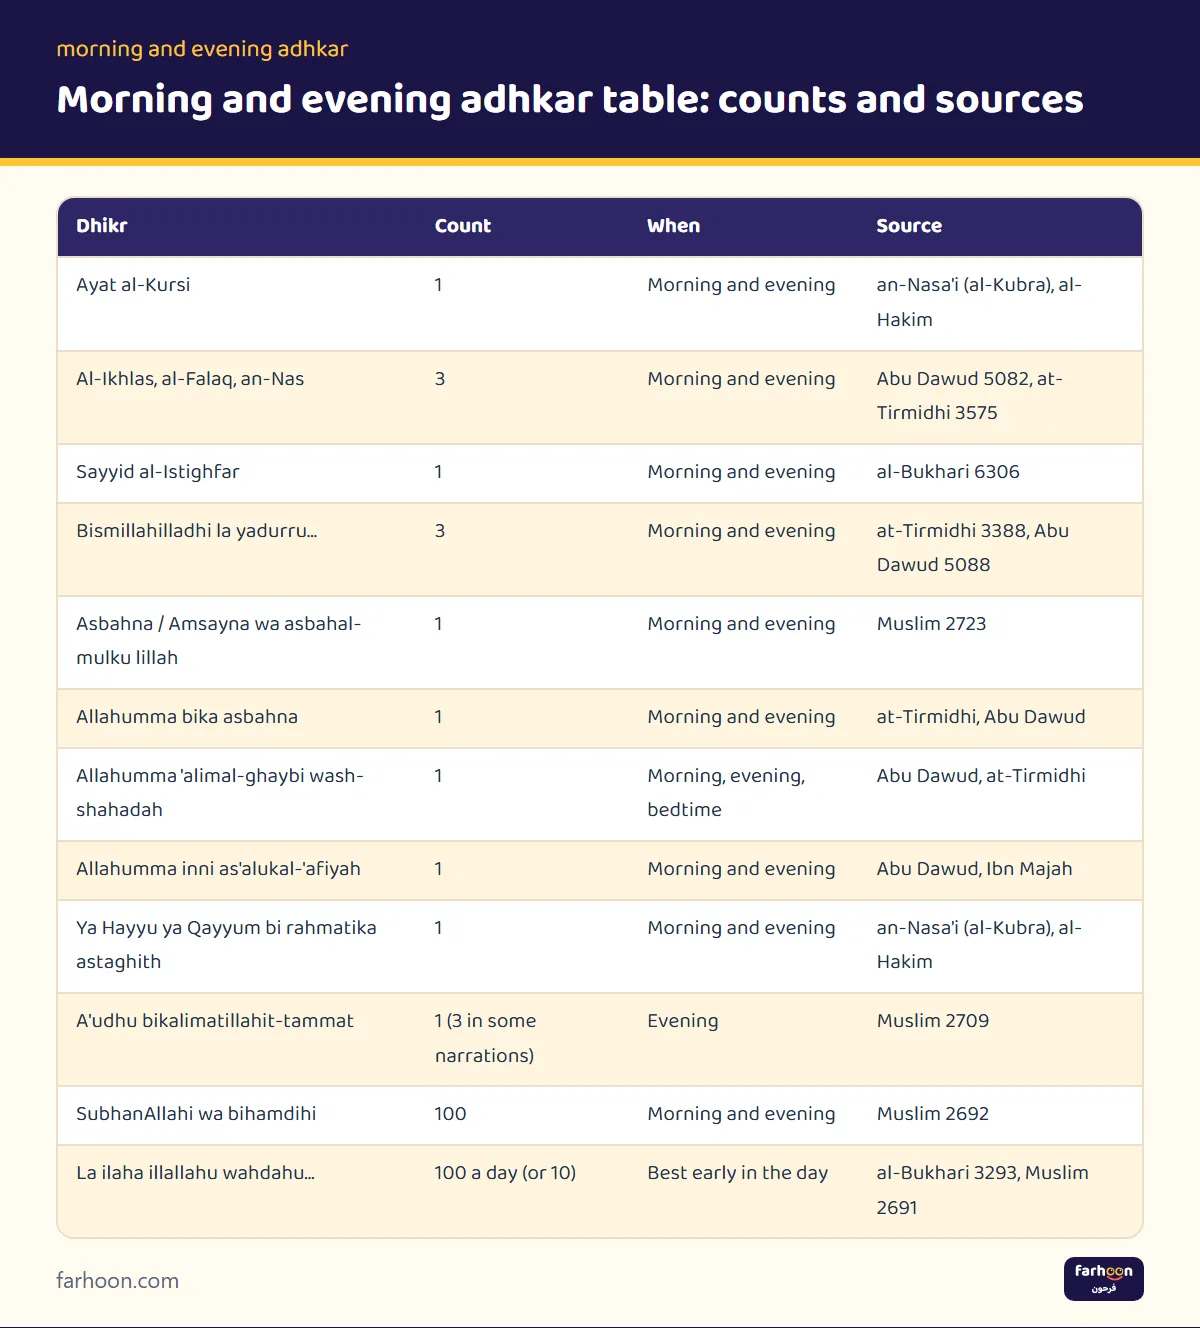 morning and evening adhkar
Morning and evening adhkar table: counts and sources
Dhikr Count When Source
Ayat al-Kursi 1 Morning and evening an-Nasa'i (al-Kubra), al-
Hakim
Al-Ikhlas, al-Falaq, an-Nas 3 Morning and evening Abu Dawud 5082, at-
Tirmidhi 3575
Sayyid al-Istighfar 1 Morning and evening al-Bukhari 6306
Bismillahilladhi la yadurru... 3 Morning and evening at-Tirmidhi 3388, Abu
Dawud 5088
Asbahna / Amsayna wa asbahal- 1 Morning and evening Muslim 2723
mulku lillah
Allahumma bika asbahna 1 Morning and evening at-Tirmidhi, Abu Dawud
Allahumma 'alimal-ghaybi wash- 1 Morning, evening, Abu Dawud, at-Tirmidhi
shahadah bedtime
Allahumma inni as'alukal-'afiyah 1 Morning and evening Abu Dawud, Ibn Majah
Ya Hayyu ya Qayyum bi rahmatika 1 Morning and evening an-Nasa'i (al-Kubra), al-
astaghith Hakim
A'udhu bikalimatillahit-tammat 1 (3 in some Evening Muslim 2709
narrations)
SubhanAllahi wa bihamdihi 100 Morning and evening Muslim 2692
La ilaha illallahu wahdahu... 100 a day (or 10) Best early in the day al-Bukhari 3293, Muslim
2691
farhoon.com
farhoon
فرحون